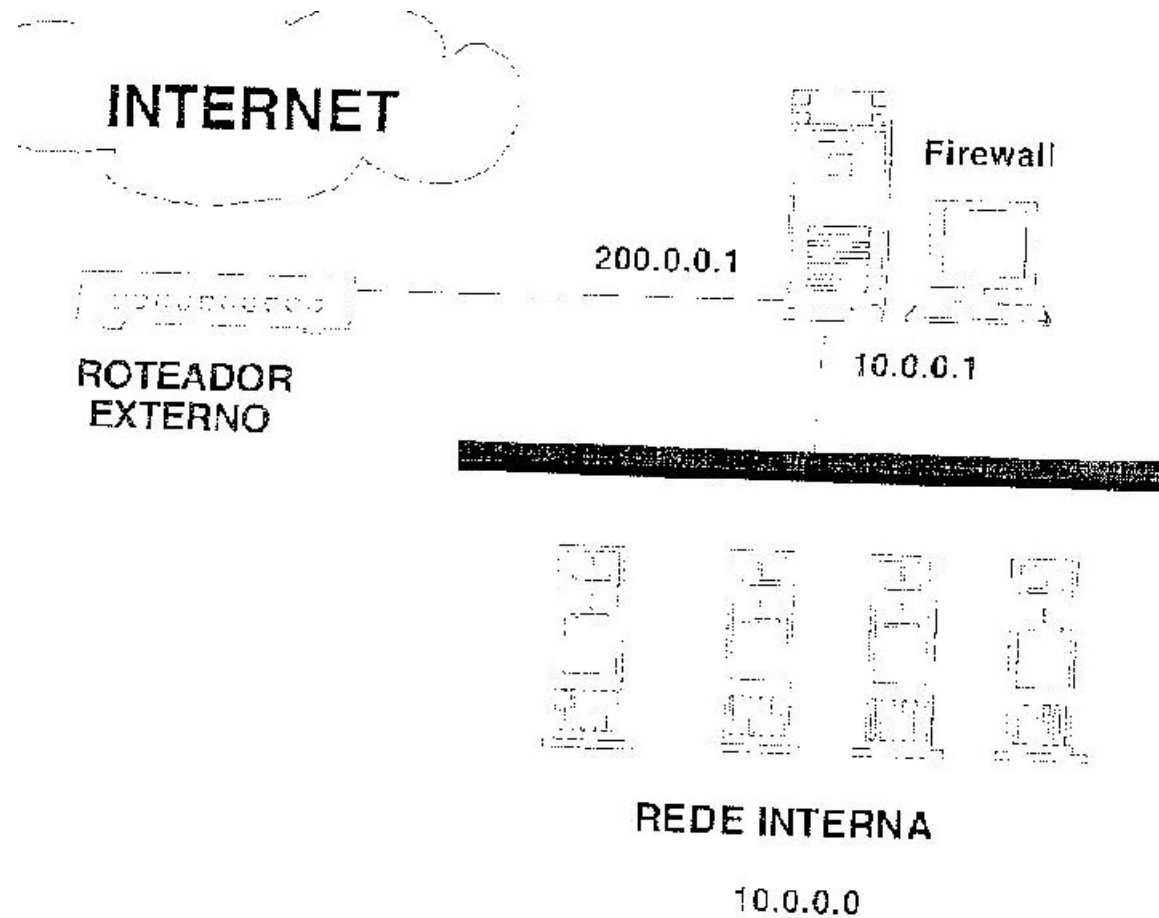 INTERNET
Firewall
200.0.0.1
10.0.0.1
ROTEADOR
EXTERNO
REDE INTERNA
10.0.0.0